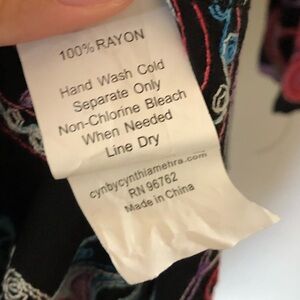 100% RAYON
Hand Wash Cold
Separate Only
Non-Chlorine Bleach
When Needed
Line Dry
cynbycynthiamehra.com
RN 96762
Made in China